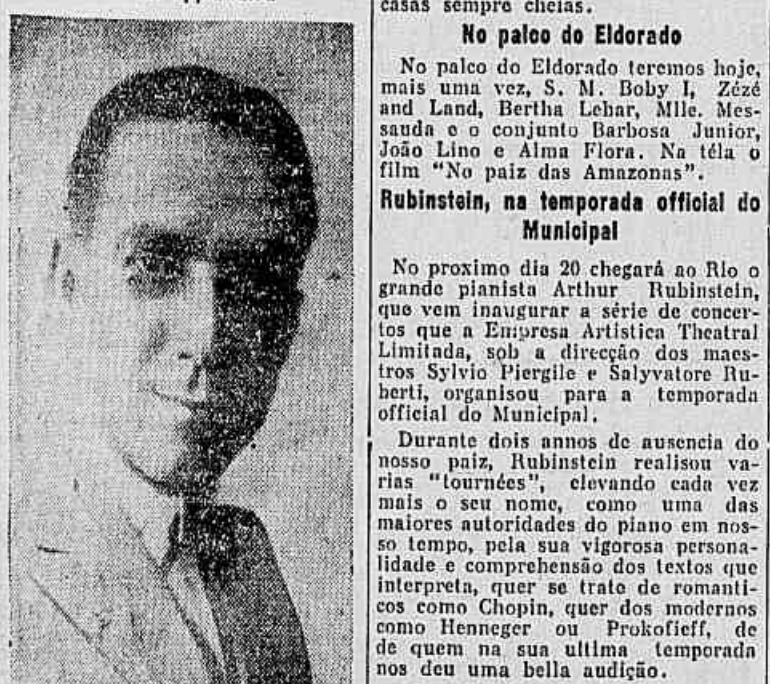 casas sempre cheias.
No palco do Eldorado
No palco do Eldorado teremos hoje,
mais uma vez, S. M. Boby I, Zézé
and Land, Bertha Lehar, Mlle. Mes-
sauda e o conjunto Barbosa Junior,
João Lino e Alma Flora. Na téla o
film "No paiz das Amazonas".
Rubinstein, na temporada official do
Municipal
No proximo dia 20 chegará ao Rio o
grande pianista Arthur Rubinstein,
que vem inaugurar a série de concer-
tos que a Empresa Artistica Theatral
Limitada, sob a direcção dos maes-
tros Sylvio Piergile e Salyvatore Ru-
berti, organisou para a temporada
official do Municipal.
Durante dois annos de ausencia do
nosso paiz, Rubinstein realisou va-
rias "tournées", elevando cada vez
mais o seu nome, como uma das
maiores autoridades do piano em nos-
so tempo, pela sua vigorosa persona-
lidade e comprehensão dos textos que
interpreta, quer se trate de romanti-
cos como Chopin, quer dos modernos
como Henneger ou Prokofieff, de
de quem na sua ultima temporada
nos deu uma bella audição.